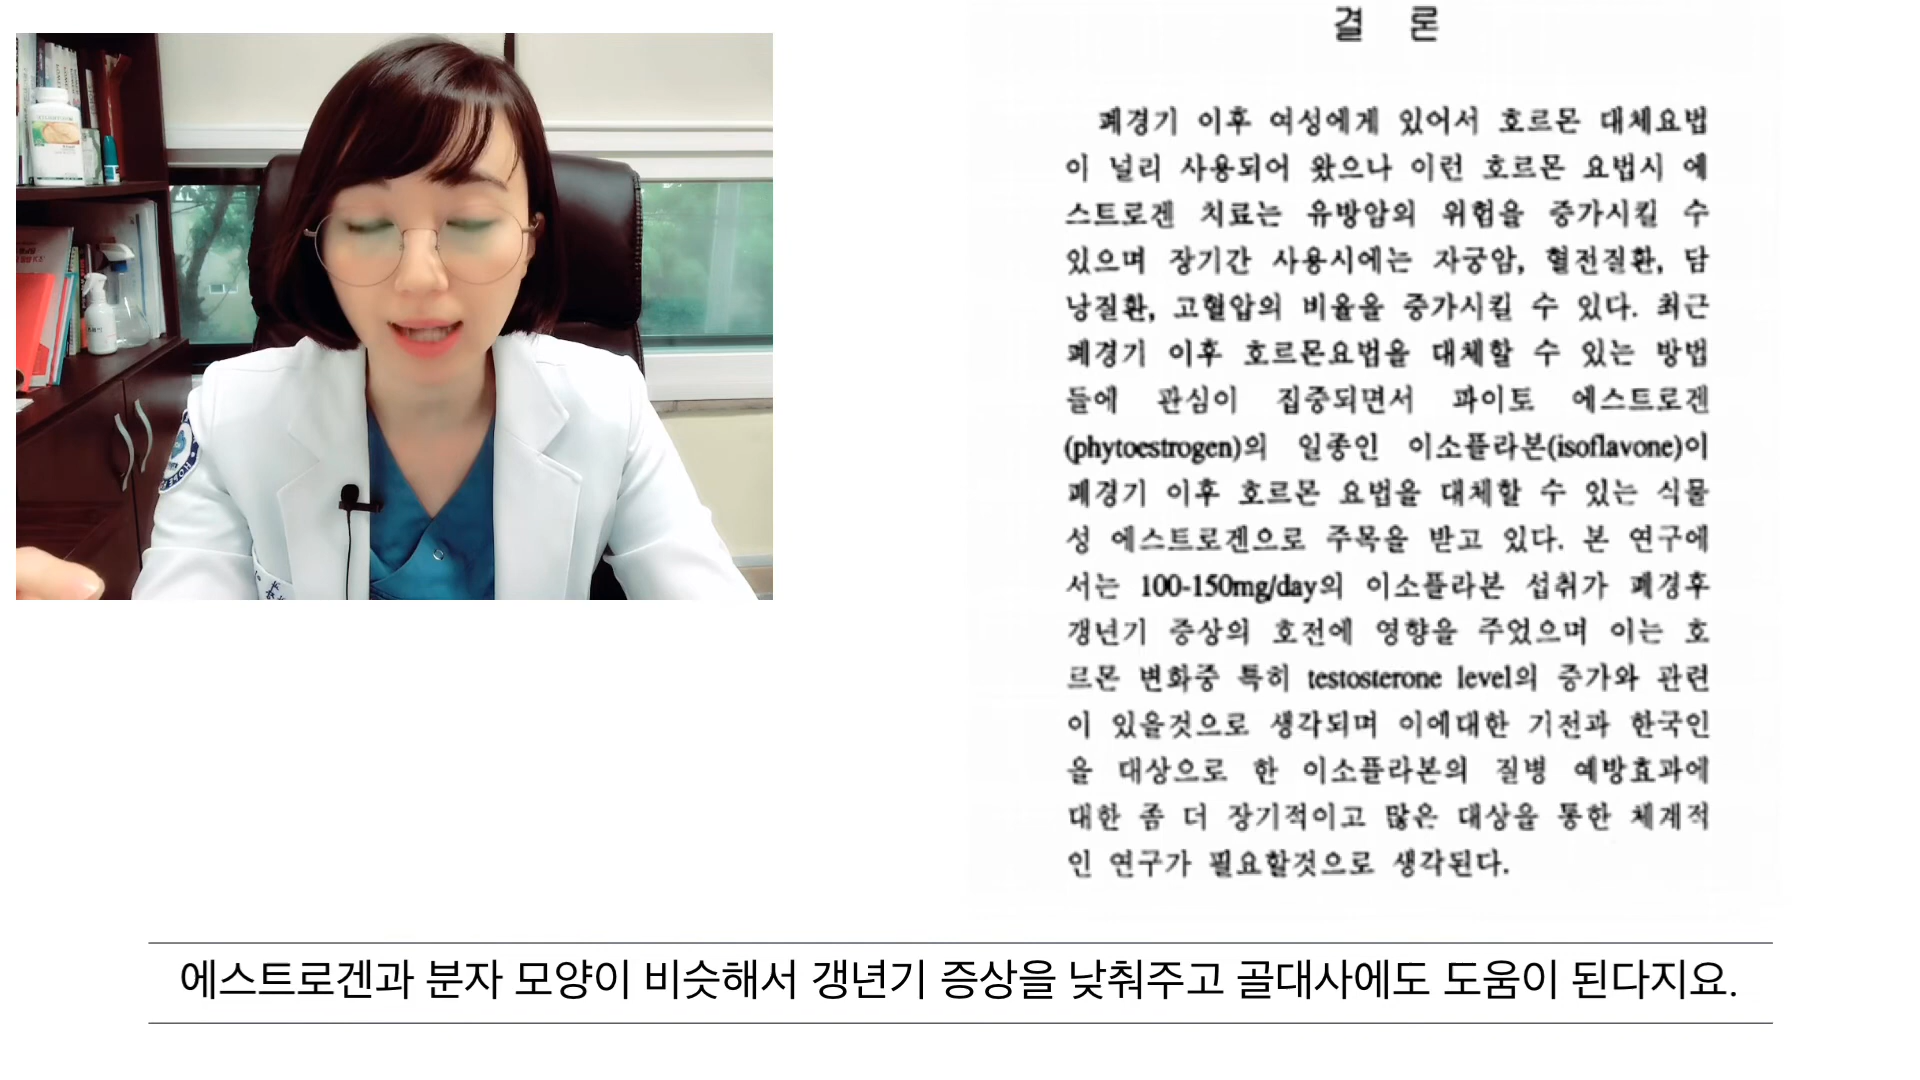 결 론
폐경기 이후 여성에게 있어서 호르몬 대체요법
이 널리 사용되어 왔으나 이런 호르몬 요법시 에
스트로겐 치료는 유방암의 위험을 증가시킬 수
있으며 장기간 사용시에는 자궁암, 혈전질환, 담
낭질환, 고혈압의 비율을 증가시킬 수 있다. 최근
폐경기 이후 호르몬요법을 대체할 수 있는 방법
들에 관심이 집중되면서 파이토 에스트로겐
(phytoestrogen)의 일종인 이소플라본(isoflavone)이
폐경기 이후 호르몬 요법을 대체할 수 있는 식물
성 에스트로겐으로 주목을 받고 있다. 본 연구에
서는 100-150mg/day의 이소플라본 섭취가 폐경후
갱년기 증상의 호전에 영향을 주었으며 이는 호
르몬 변화중 특히 testosterone level의 증가와 관련
이 있을것으로 생각되며 이에대한 기전과 한국인
을 대상으로 한 이소플라본의 질병 예방효과에
대한 좀 더 장기적이고 많은 대상을 통한 체계적
인 연구가 필요할것으로 생각된다.
에스트로겐과 분자 모양이 비슷해서 갱년기 증상을 낮춰주고 골대사에도 도움이 된다지요.